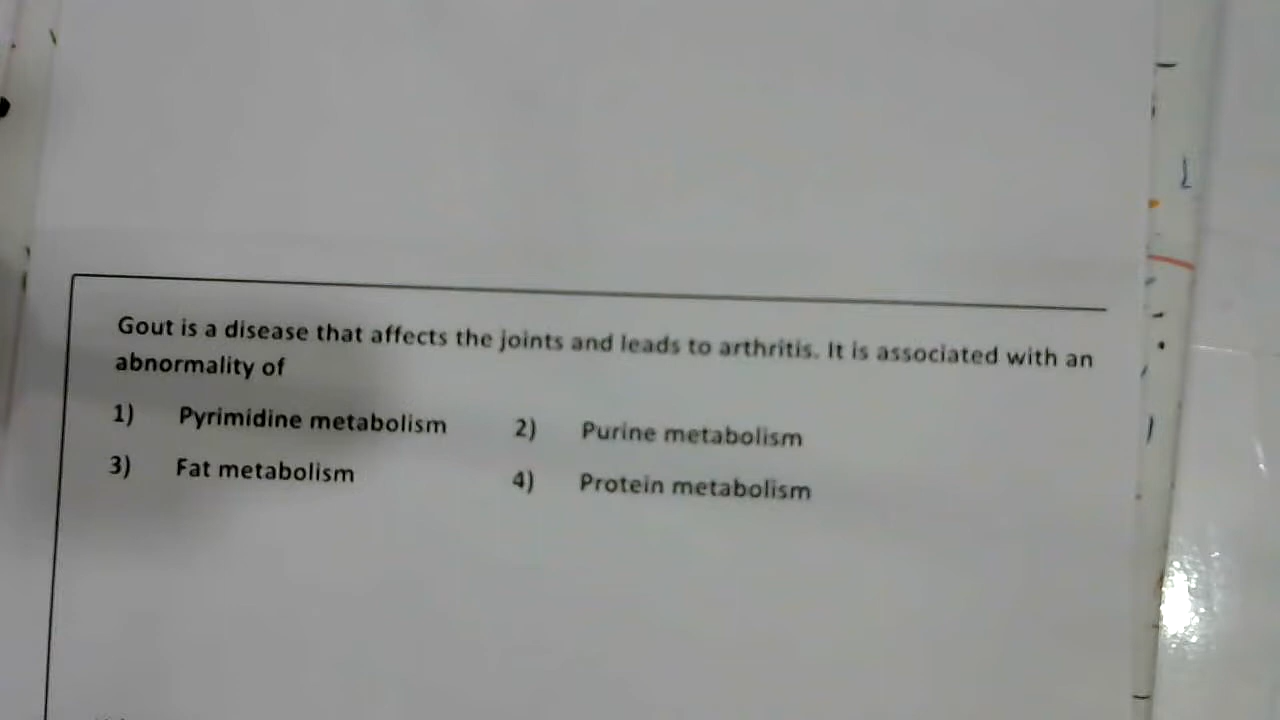 Gout is a disease that affects the joints and leads to arthritis. It is associated with an
abnormality of
1) Pyrimidine metabolism 2) Purine metabolism
3) Fat metabolism 4) Protein metabolism